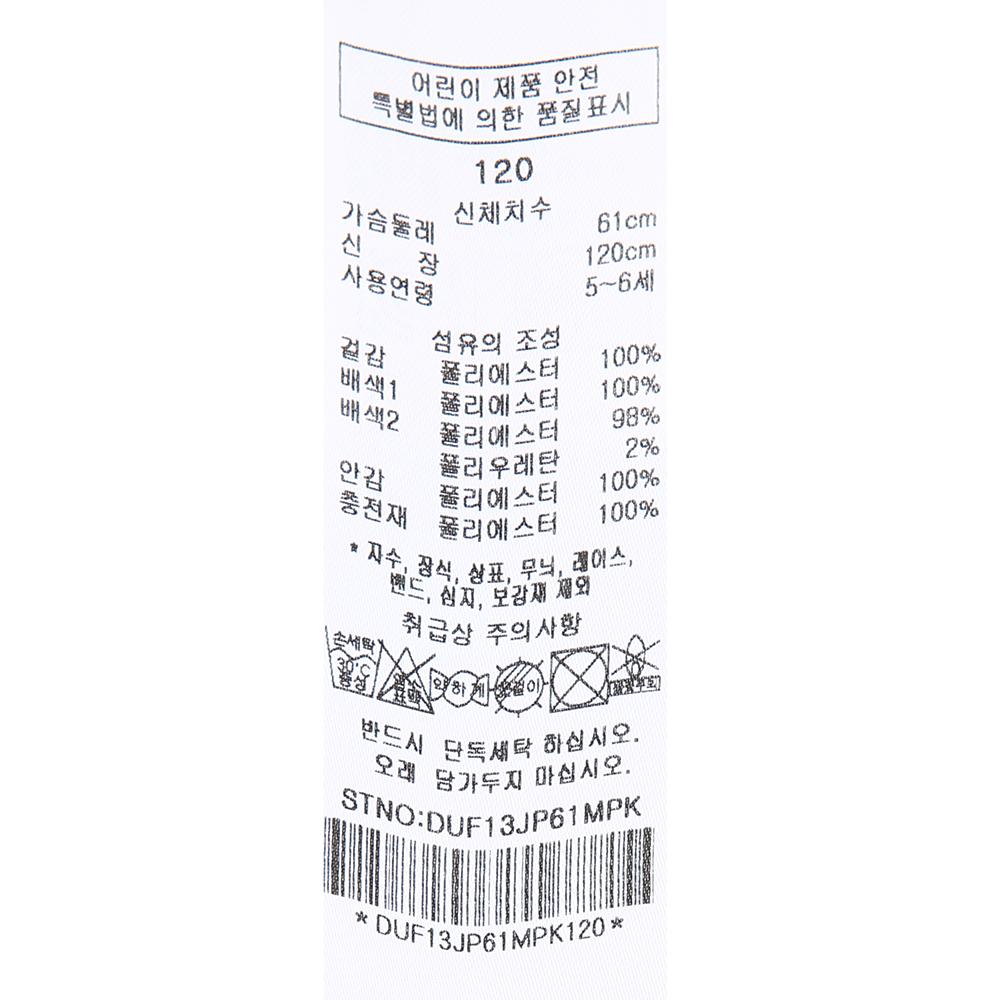 어린이 제품 안전
특별법에 의한 품질표시
120
신체치수
가슴둘레 61cm
신 장 120cm
사용연령 5~6세
섬유의 조성
겉감 폴리에스터 100%
배색1 폴리에스터 100%
배색2 폴리에스터 98%
폴리우레탄 2%
안감 폴리에스터 100%
충전재 폴리에스터 100%
* 자수, 장식, 상표, 무늬, 레이스,
밴드, 심지, 보강재 제외
취급상 주의사항
손세탁
30°C
중성
염소
표백
약하게
옷걸이
반드시 단독세탁 하십시오.
오래 담가두지 마십시오.
STNO:DUF13JP61MPK
*DUF13JP61MPK120*